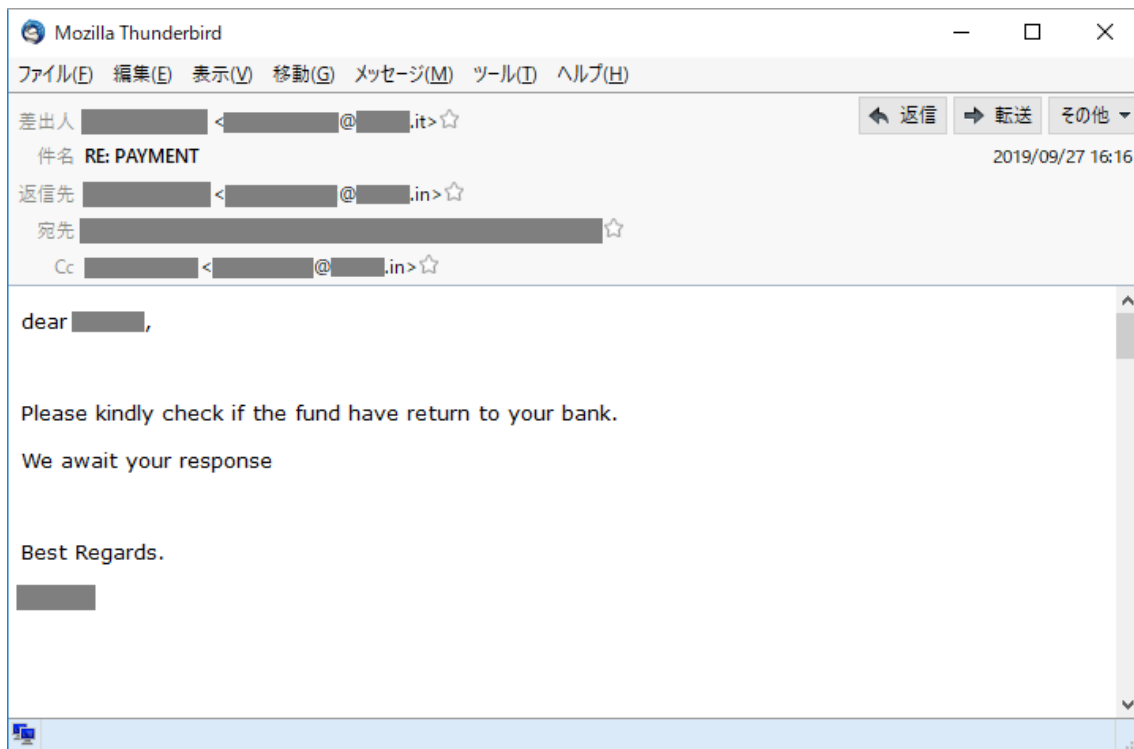 Mozilla Thunderbird
ファイル(F) 編集(E) 表示(V) 移動(G) メッセージ(M) ツール(T) ヘルプ(H)
差出人 < @ .it> 返信 転送 その他
件名 RE: PAYMENT 2019/09/27 16:16
返信先 < @ .in>
宛先
Cc < @ .in>
dear ,
Please kindly check if the fund have return to your bank.
We await your response
Best Regards.